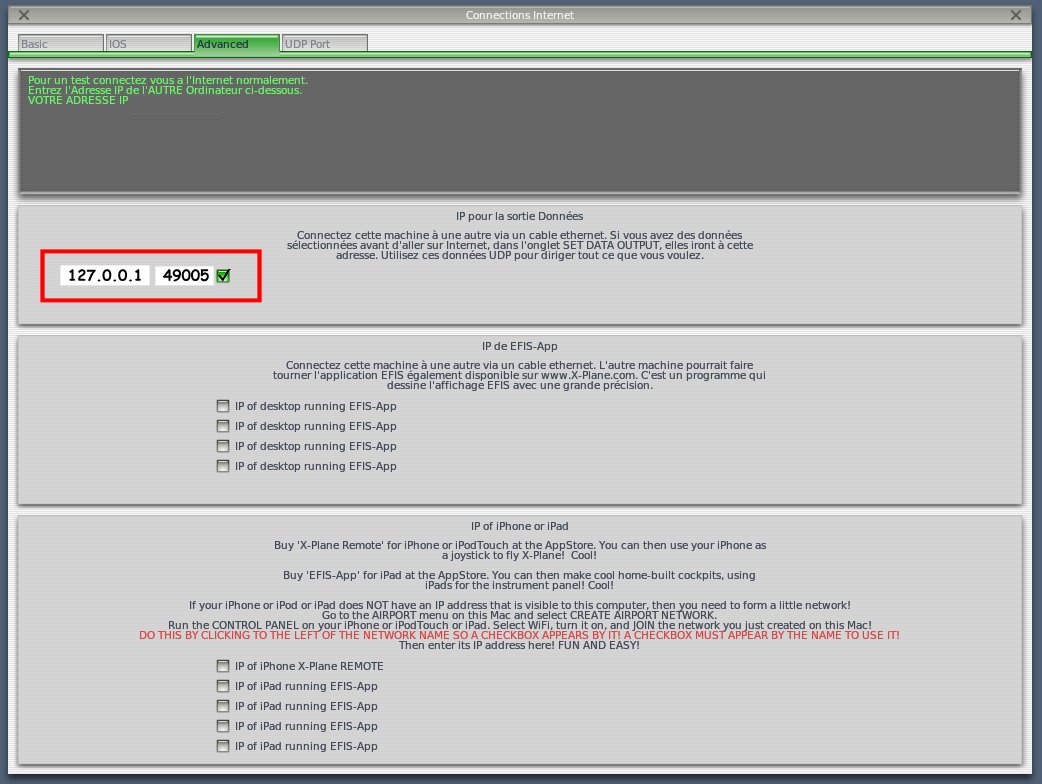 Connections Internet
Basic
IOS
Advanced
UDP Port
Pour un test connectez vous a l'Internet normalement.
Entrez l'Adresse IP de l'AUTRE Ordinateur ci-dessous.
VOTRE ADRESSE IP
IP pour la sortie Données
Connectez cette machine à une autre via un cable ethernet. Si vous avez des données
sélectionnées avant d'aller sur Internet, dans l'onglet SET DATA OUTPUT, elles iront à cette
adresse. Utilisez ces données UDP pour diriger tout ce que vous voulez.
127.0.0.1 49005
IP de EFIS-App
Connectez cette machine à une autre via un cable ethernet. L'autre machine pourrait faire
tourner l'application EFIS également disponible sur www.X-Plane.com. C'est un programme qui
dessine l'affichage EFIS avec une grande précision.
IP of desktop running EFIS-App
IP of desktop running EFIS-App
IP of desktop running EFIS-App
IP of desktop running EFIS-App
IP of iPhone or iPad
Buy 'X-Plane Remote' for iPhone or iPodTouch at the AppStore. You can then use your iPhone as
a joystick to fly X-Plane! Cool!
Buy 'EFIS-App' for iPad at the AppStore. You can then make cool home-built cockpits, using
iPads for the instrument panel! Cool!
If your iPhone or iPod or iPad does NOT have an IP address that is visible to this computer, then you need to form a little network!
Go to the AIRPORT menu on this Mac and select CREATE AIRPORT NETWORK.
Run the CONTROL PANEL on your iPhone or iPodTouch or iPad. Select WiFi, turn it on, and JOIN the network you just created on this Mac!
DO THIS BY CLICKING TO THE LEFT OF THE NETWORK NAME SO A CHECKBOX APPEARS BY IT! A CHECKBOX MUST APPEAR BY THE NAME TO USE IT!
Then enter its IP address here! FUN AND EASY!
IP of iPhone X-Plane REMOTE
IP of iPad running EFIS-App
IP of iPad running EFIS-App
IP of iPad running EFIS-App
IP of iPad running EFIS-App